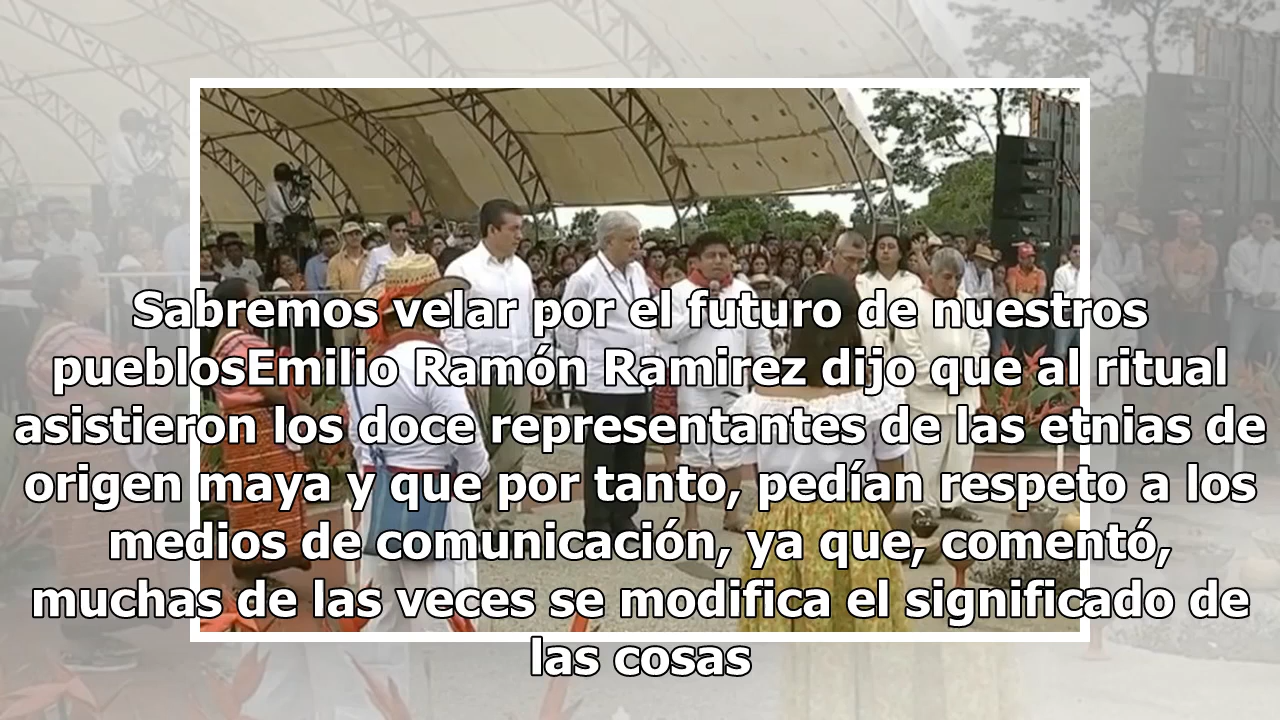 Sabremos velar por el futuro de nuestros
pueblosEmilio Ramón Ramirez dijo que al ritual
asistieron los doce representantes de las etnias de
origen maya y que por tanto, pedían respeto a los
medios de comunicación, ya que, comentó,
muchas de las veces se modifica el significado de
las cosas